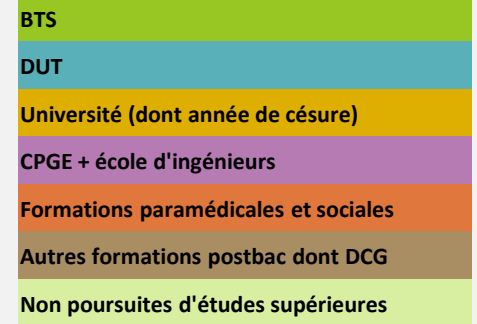 BTS
DUT
Université (dont année de césure)
CPGE + école d'ingénieurs
Formations paramédicales et sociales
Autres formations postbac dont DCG
Non poursuites d'études supérieures